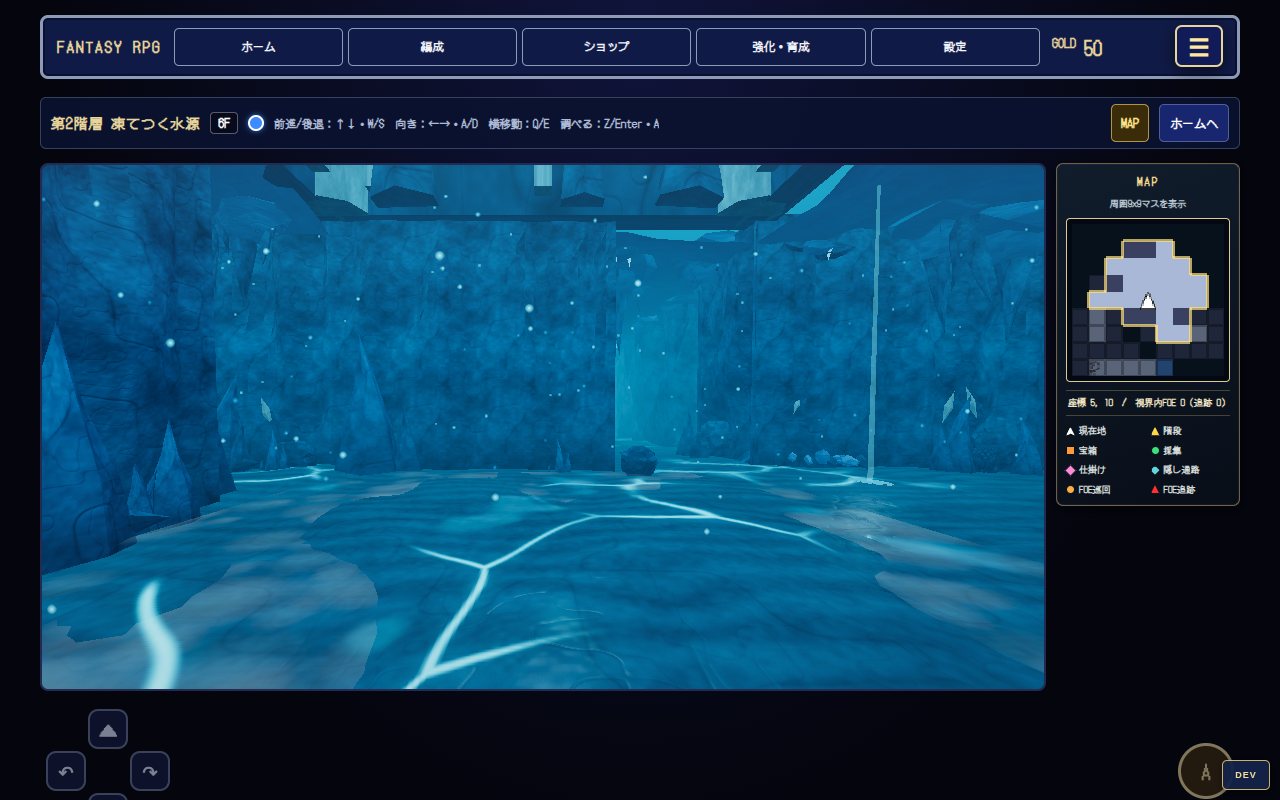 FANTASY RPG
ホーム
編成
ショップ
強化・育成
設定
GOLD 50
第2階層 凍てつく水源
6F
前進/後退：↑↓・W/S 向き：←→・A/D 横移動：Q/E 調べる：Z/Enter・A
MAP
ホームへ
MAP
周囲9x9マスを表示
座標 5, 10 / 視界内FOE 0（追跡 0）
現在地
階段
宝箱
採集
仕掛け
隠し通路
FOE巡回
FOE追跡
A
DEV